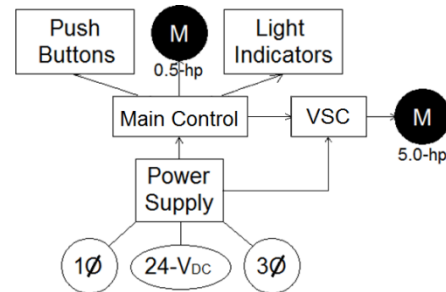 Push
Buttons
M
0.5-hp
Light
Indicators
Main Control
VSC
M
5.0-hp
Power
Supply
1Ø
24-VDC
3Ø